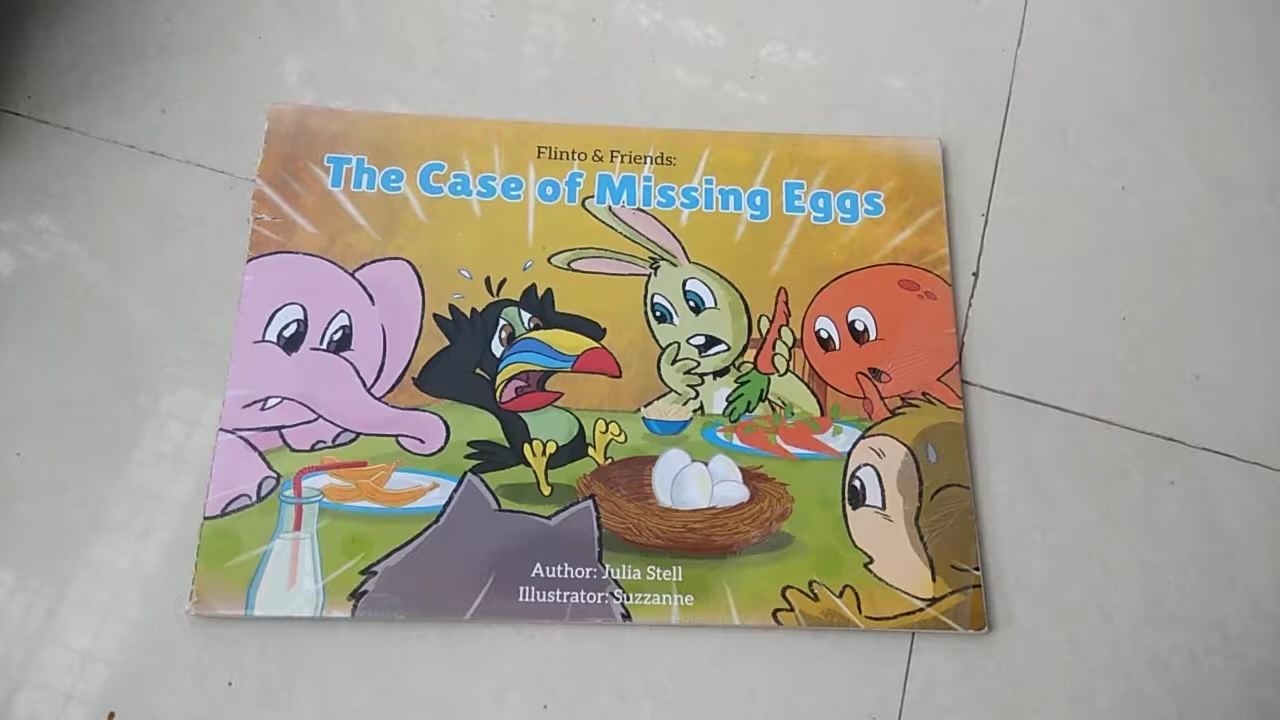 Flinto & Friends:
The Case of Missing Eggs
Author: Julia Stell
Illustrator: Suzzanne